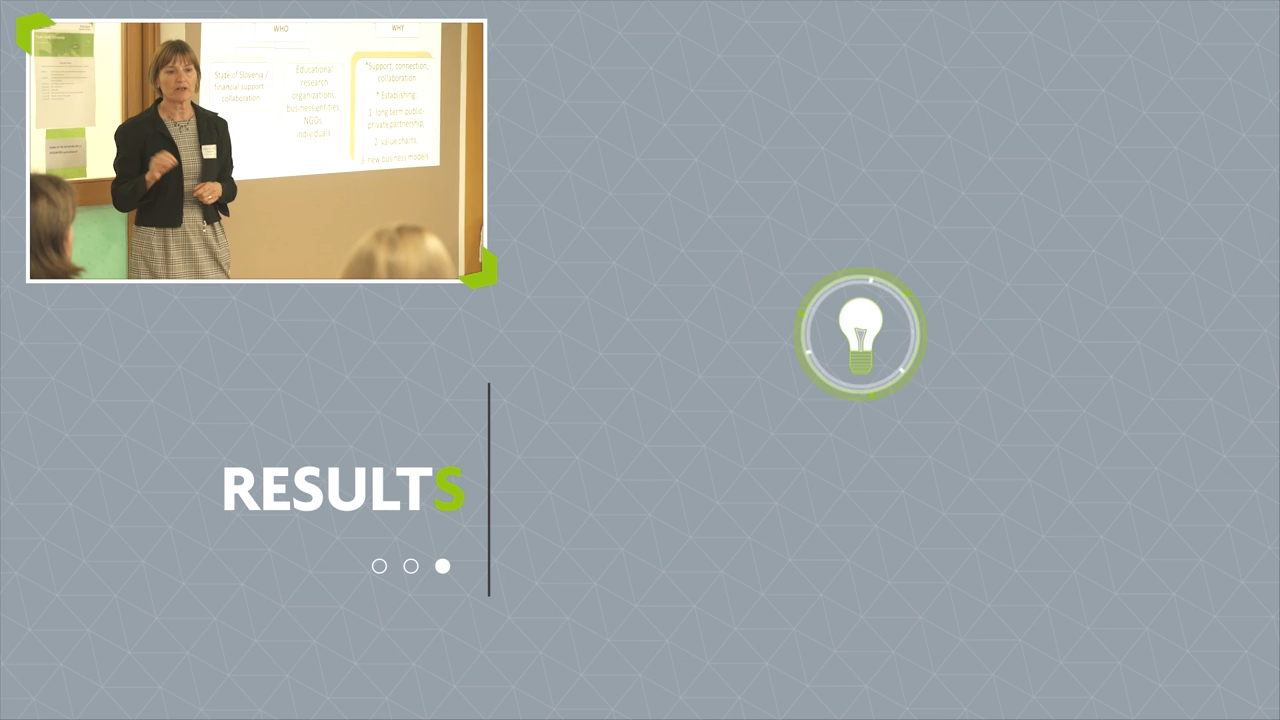 WHO
WHY
State of Slovenia /
financial support -
collaboration
Educational
research
organizations,
business entities,
NGOs,
individuals
*Support, connection,
collaboration
* Establishing:
1. long term public-
private partnership,
2. value chains,
3. new business models
RESULTS